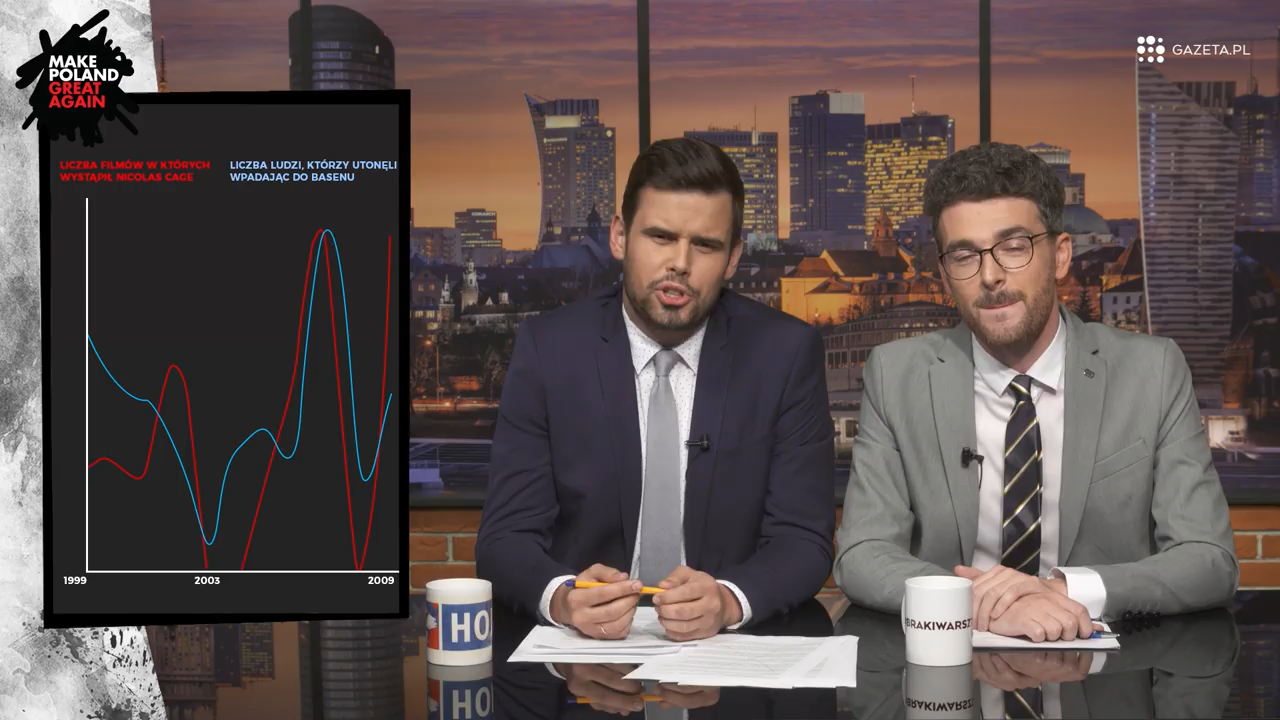 MAKE
POLAND
GREAT
AGAIN
GAZETA.PL
LICZBA FILMÓW W KTÓRYCH
WYSTĄPIŁ NICOLAS CAGE
LICZBA LUDZI, KTÓRZY UTONĘLI
WPADAJĄC DO BASENU
1999
2003
2009
HO
BRAKIWARSZ